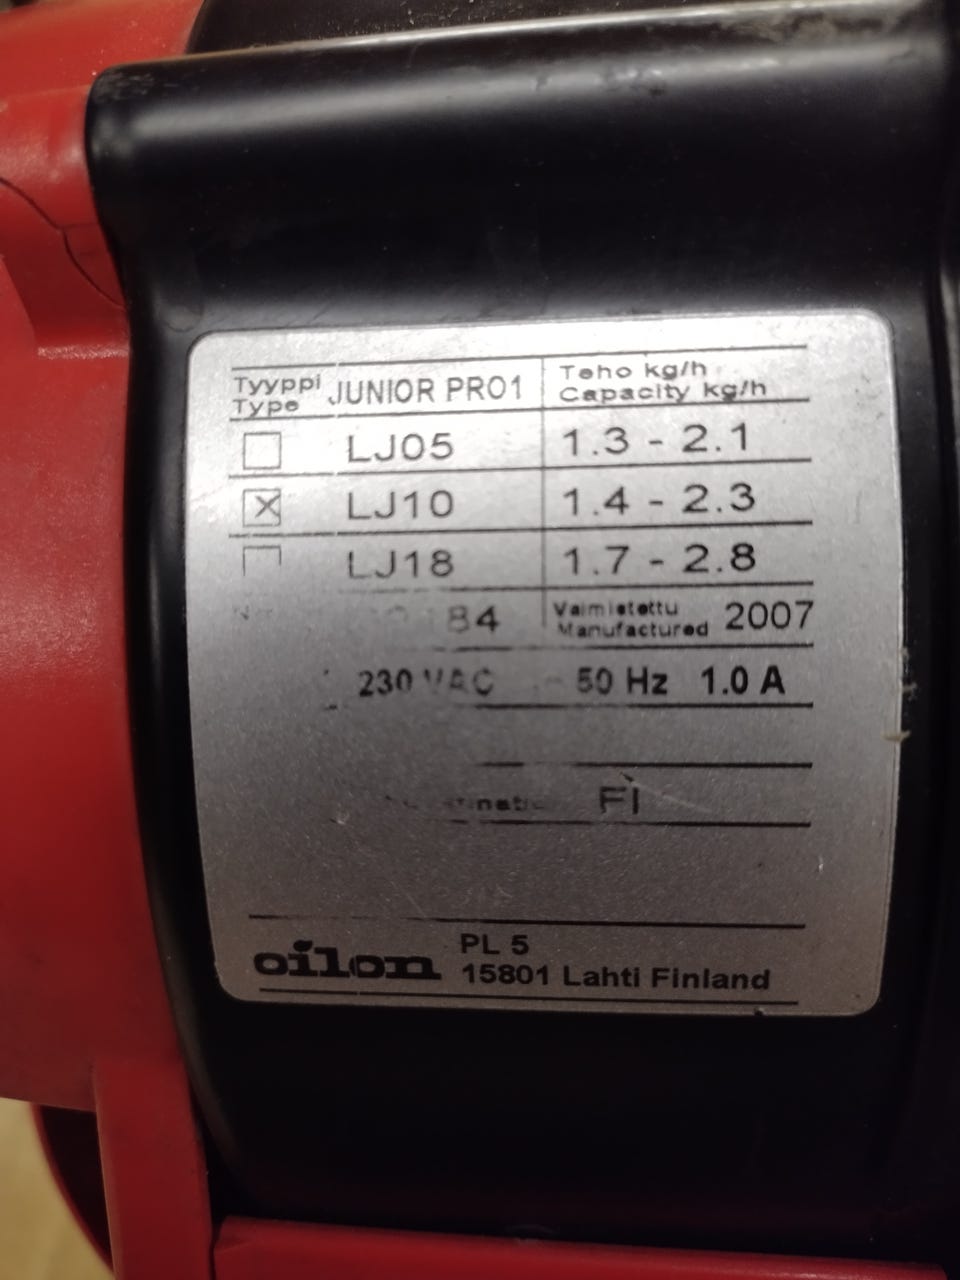 Tyyppi
Type
JUNIOR PRO1
Teho kg/h
Capacity kg/h
LJ05 1.3 - 2.1
X LJ10 1.4 - 2.3
LJ18 1.7 - 2.8
84
Valmistettu
Manufactured
2007
230 VAC 50 Hz 1.0 A
FI
oilon
PL 5
15801 Lahti Finland